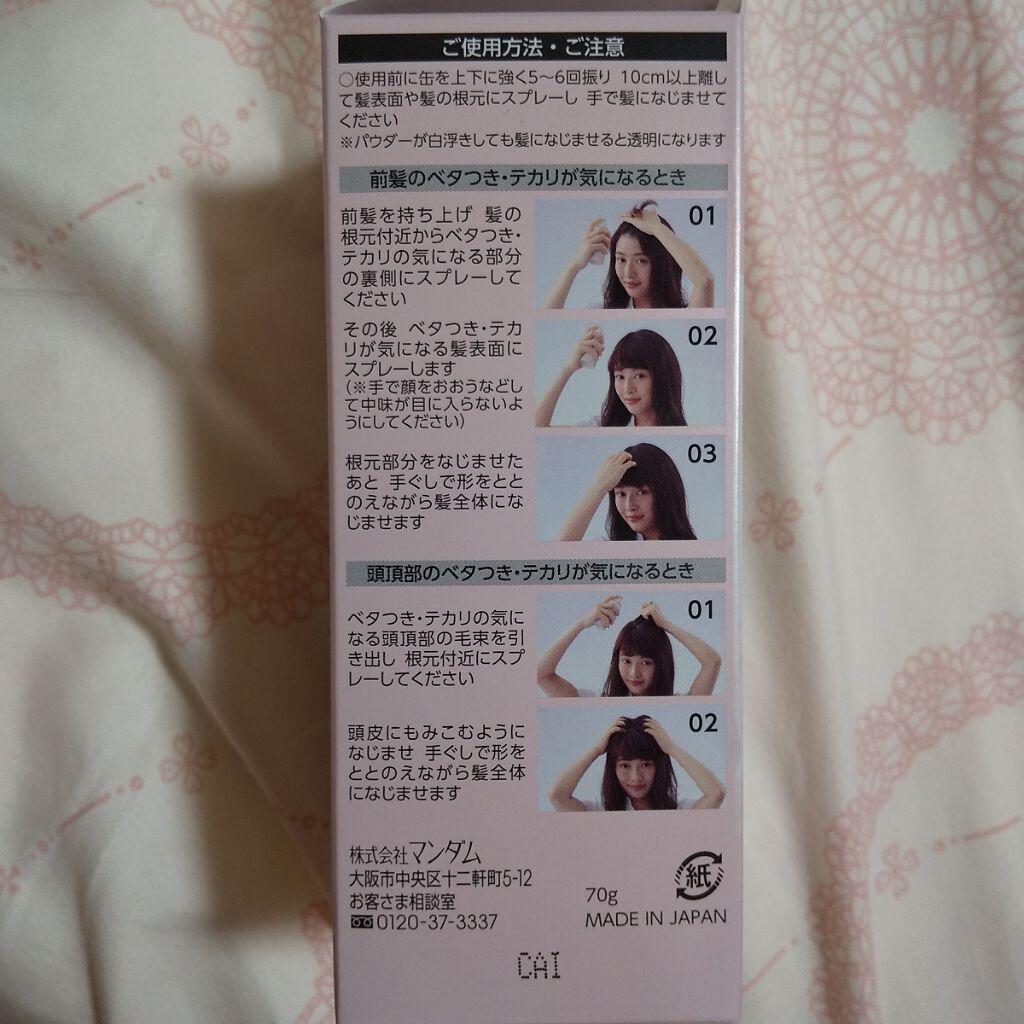 ご使用方法・ご注意
○使用前に缶を上下に強く5〜6回振り 10cm以上離し
て髪表面や髪の根元にスプレーし 手で髪になじませて
ください
※パウダーが白浮きしても髪になじませると透明になります
前髪のベタつき・テカリが気になるとき
前髪を持ち上げ 髪の
根元付近からベタつき・
テカリの気になる部分
の裏側にスプレーして
ください
01
その後 ベタつき・テカ
リが気になる髪表面に
スプレーします
(※手で顔をおおうなどし
て中味が目に入らないよ
うにしてください)
02
根元部分をなじませた
あと 手ぐしで形をとと
のえながら髪全体にな
じませます
03
頭頂部のベタつき・テカリが気になるとき
ベタつき・テカリの気に
なる頭頂部の毛束を引
き出し 根元付近にスプ
レーしてください
01
頭皮にもみこむように
なじませ 手ぐしで形を
ととのえながら髪全体
になじませます
02
株式会社マンダム
大阪市中央区十二軒町5-12
お客さま相談室
0120-37-3337
紙
70g
MADE IN JAPAN
CAI